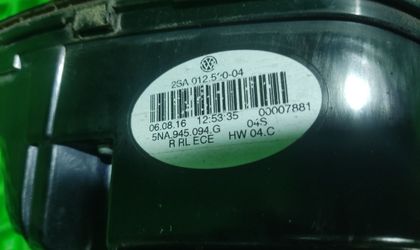 2SA.012.5 0-04
06.08.16 12:53:35 00007881
5NA.945.094 G 04S
R RL ECE HW 04.C